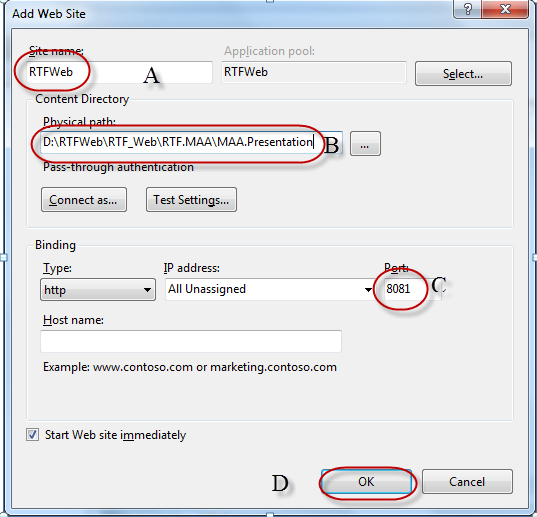 Add Web Site
Site name:
Application pool:
RTFWeb
A
RTFWeb
Select...
Content Directory
Physical path:
D:\RTFWeb\RTF_Web\RTF.MAA\MAA.Presentation
B
...
Pass-through authentication
Connect as...
Test Settings...
Binding
Type:
IP address:
Port:
http
All Unassigned
8081
C
Host name:
Example: www.contoso.com or marketing.contoso.com
Start Web site immediately
D
OK
Cancel